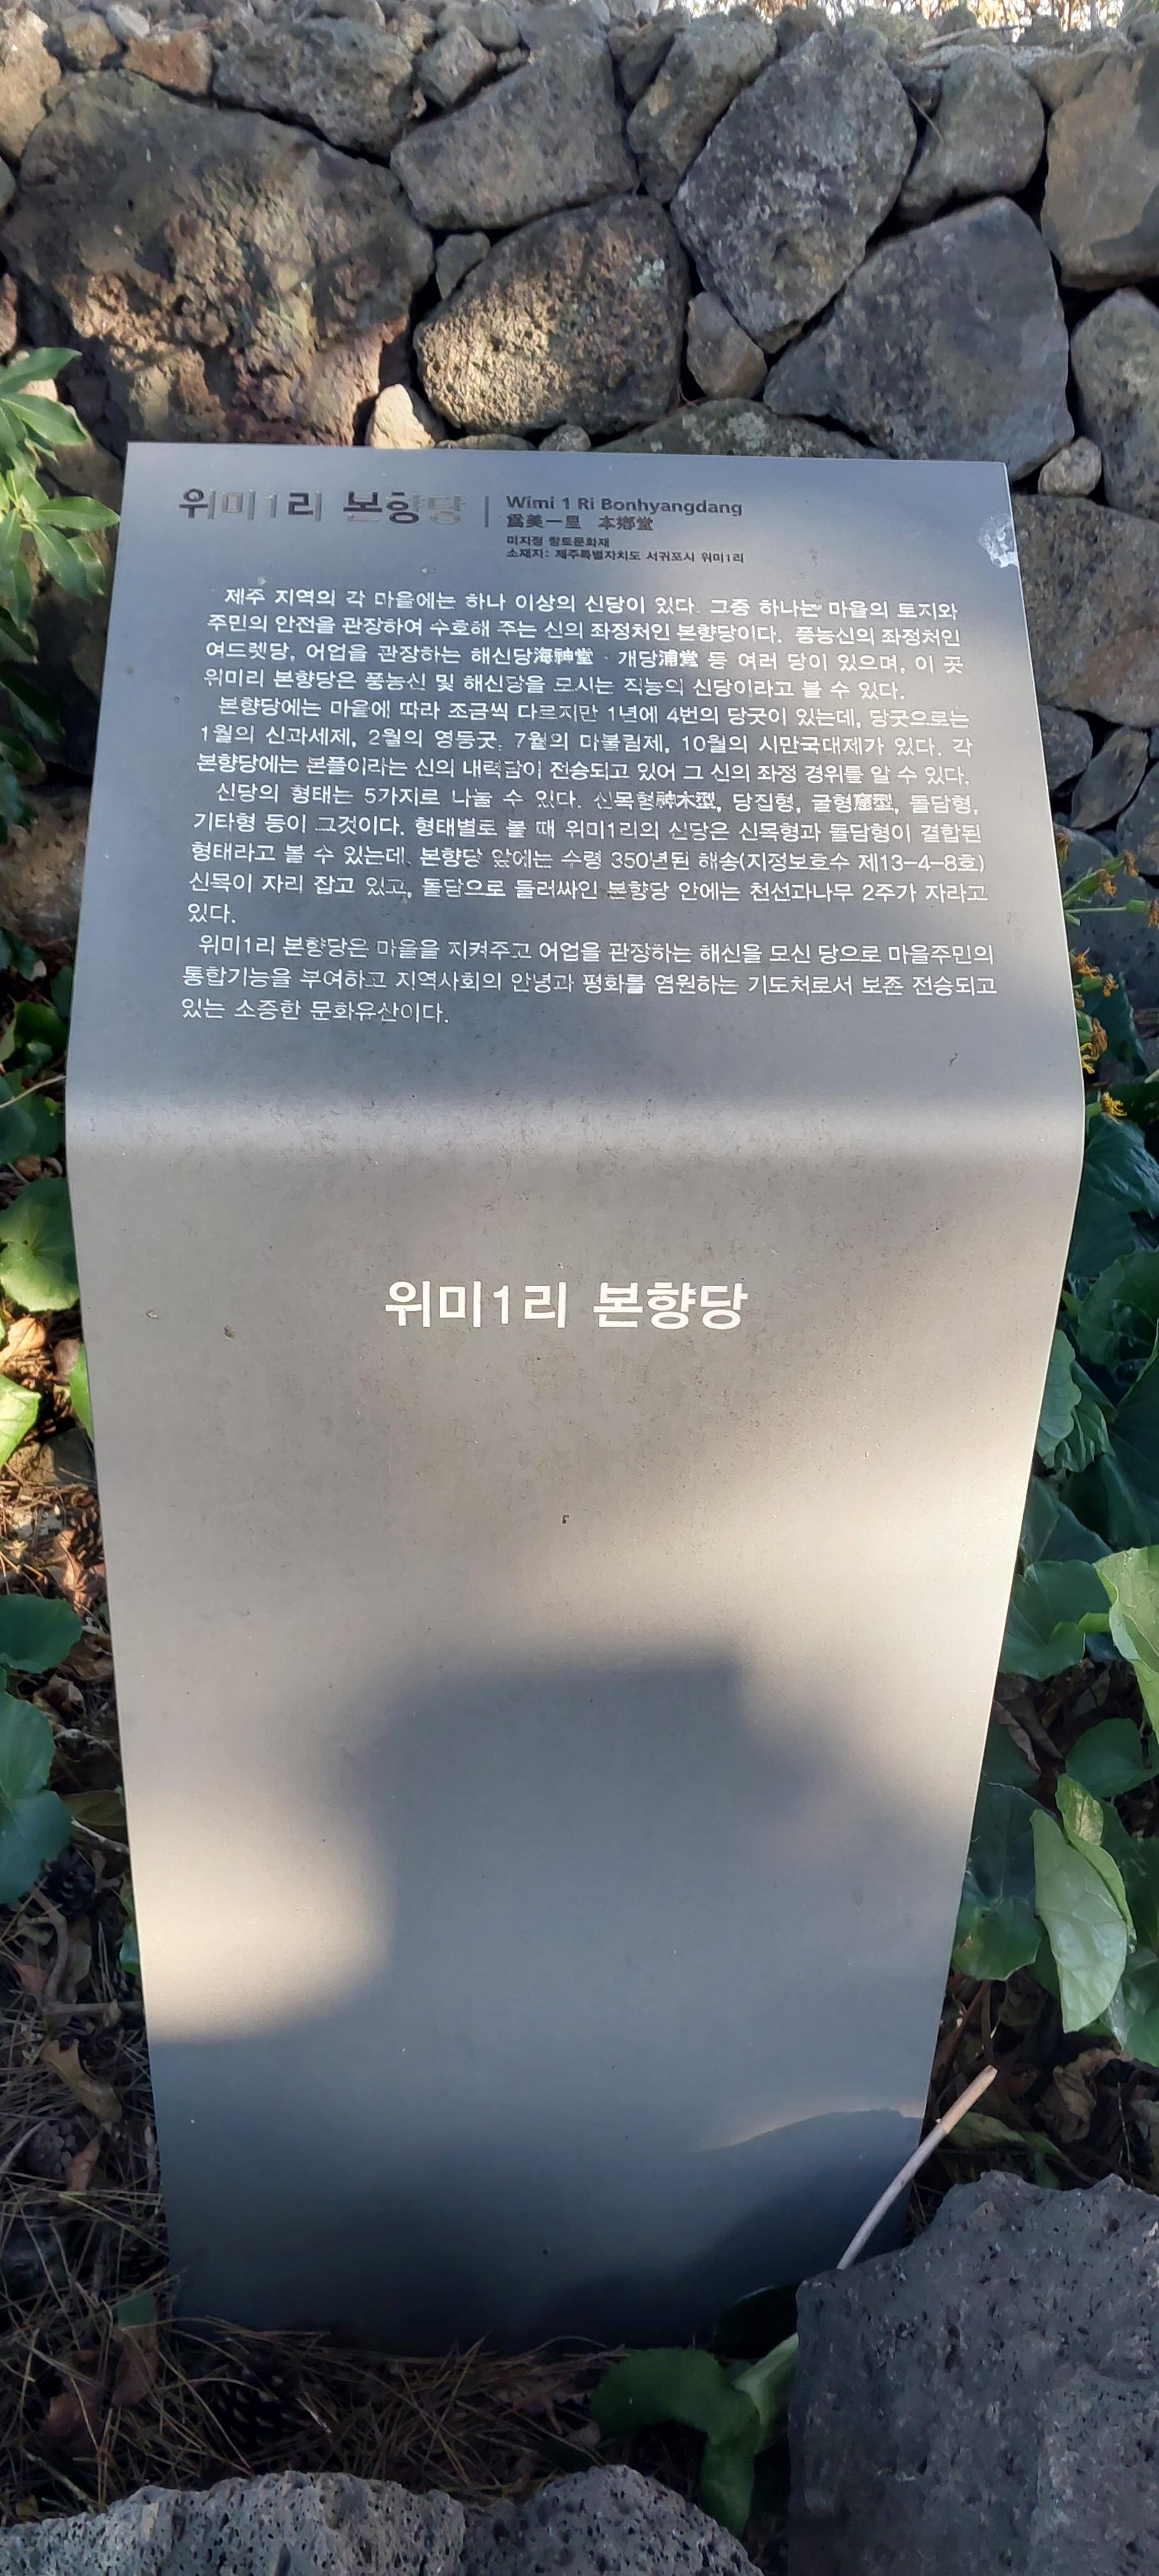 위미1리 본향당
Wimi 1 Ri Bonhyangdang
爲美一里 本鄕堂
미지정 향토문화재
소재지: 제주특별자치도 서귀포시 위미1리
제주 지역의 각 마을에는 하나 이상의 신당이 있다. 그중 하나는 마을의 토지와
주민의 안전을 관장하여 수호해 주는 신의 좌정처인 본향당이다. 풍농신의 좌정처인
여드렛당, 어업을 관장하는 해신당海神堂 · 개당浦堂 등 여러 당이 있으며, 이 곳
위미리 본향당은 풍농신 및 해신당을 모시는 직능의 신당이라고 볼 수 있다.
본향당에는 마을에 따라 조금씩 다르지만 1년에 4번의 당굿이 있는데, 당굿으로는
1월의 신과세제, 2월의 영등굿, 7월의 마불림제, 10월의 시만국대제가 있다. 각
본향당에는 본풀이라는 신의 내력담이 전승되고 있어 그 신의 좌정 경위를 알 수 있다.
신당의 형태는 5가지로 나눌 수 있다. 신목형神木型, 당집형, 굴형窟型, 돌담형,
기타형 등이 그것이다. 형태별로 볼 때 위미1리의 신당은 신목형과 돌담형이 결합된
형태라고 볼 수 있는데, 본향당 앞에는 수령 350년된 해송(지정보호수 제13-4-8호)
신목이 자리 잡고 있고, 돌담으로 둘러싸인 본향당 안에는 천선과나무 2주가 자라고
있다.
위미1리 본향당은 마을을 지켜주고 어업을 관장하는 해신을 모신 당으로 마을주민의
통합기능을 부여하고 지역사회의 안녕과 평화를 염원하는 기도처로서 보존 전승되고
있는 소중한 문화유산이다.
위미1리 본향당